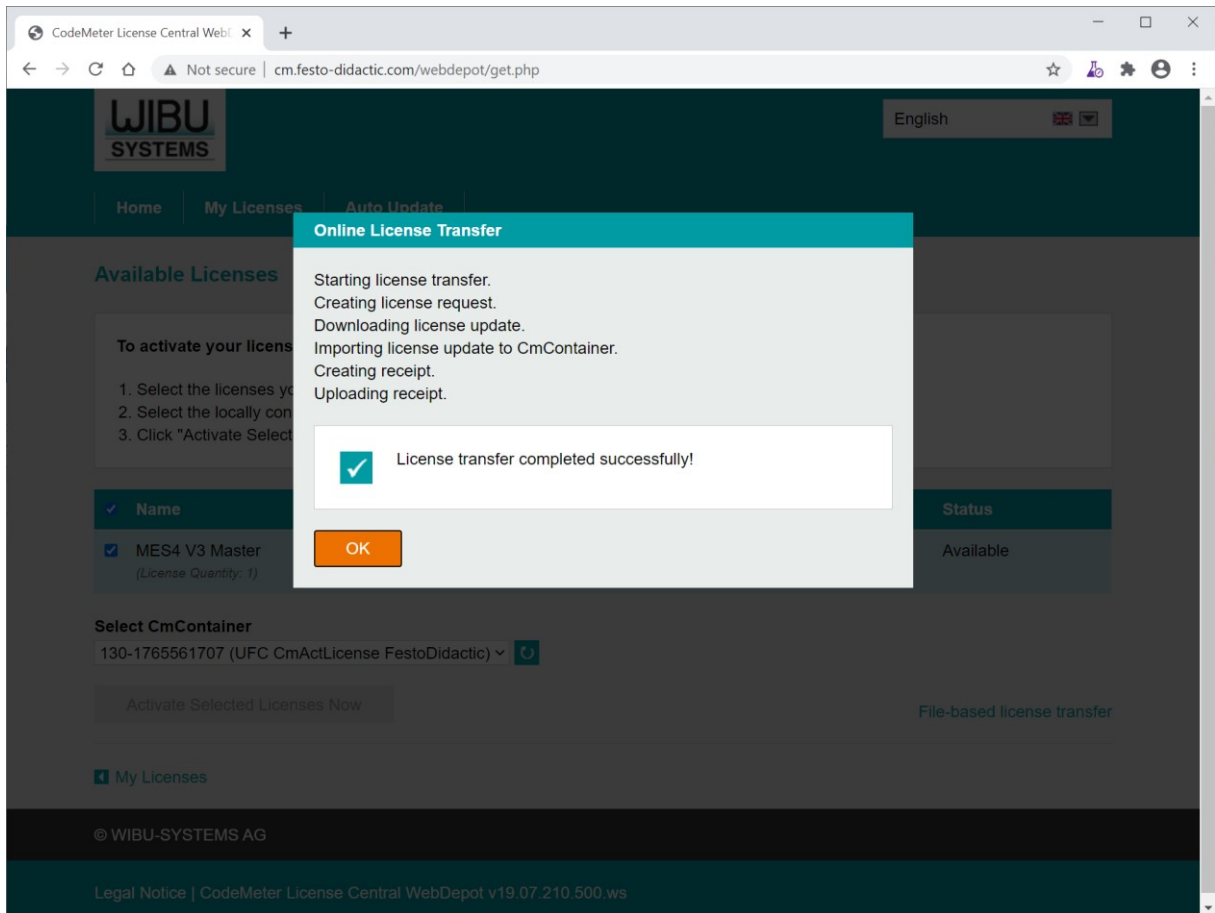 CodeMeter License Central Web
Not secure | cm.festo-didactic.com/webdepot/get.php
WIBU
SYSTEMS
English
Home
My Licenses
Auto Update
Online License Transfer
Starting license transfer.
Creating license request.
Downloading license update.
Importing license update to CmContainer.
Creating receipt.
Uploading receipt.
License transfer completed successfully!
OK
Available Licenses
To activate your licens
1. Select the licenses yo
2. Select the locally con
3. Click "Activate Select
Name
Status
MES4 V3 Master
Available
(License Quantity: 1)
Select CmContainer
130-1765561707 (UFC CmActLicense FestoDidactic)
Activate Selected Licenses Now
File-based license transfer
My Licenses
© WIBU-SYSTEMS AG
Legal Notice | CodeMeter License Central WebDepot v19.07.210.500.ws